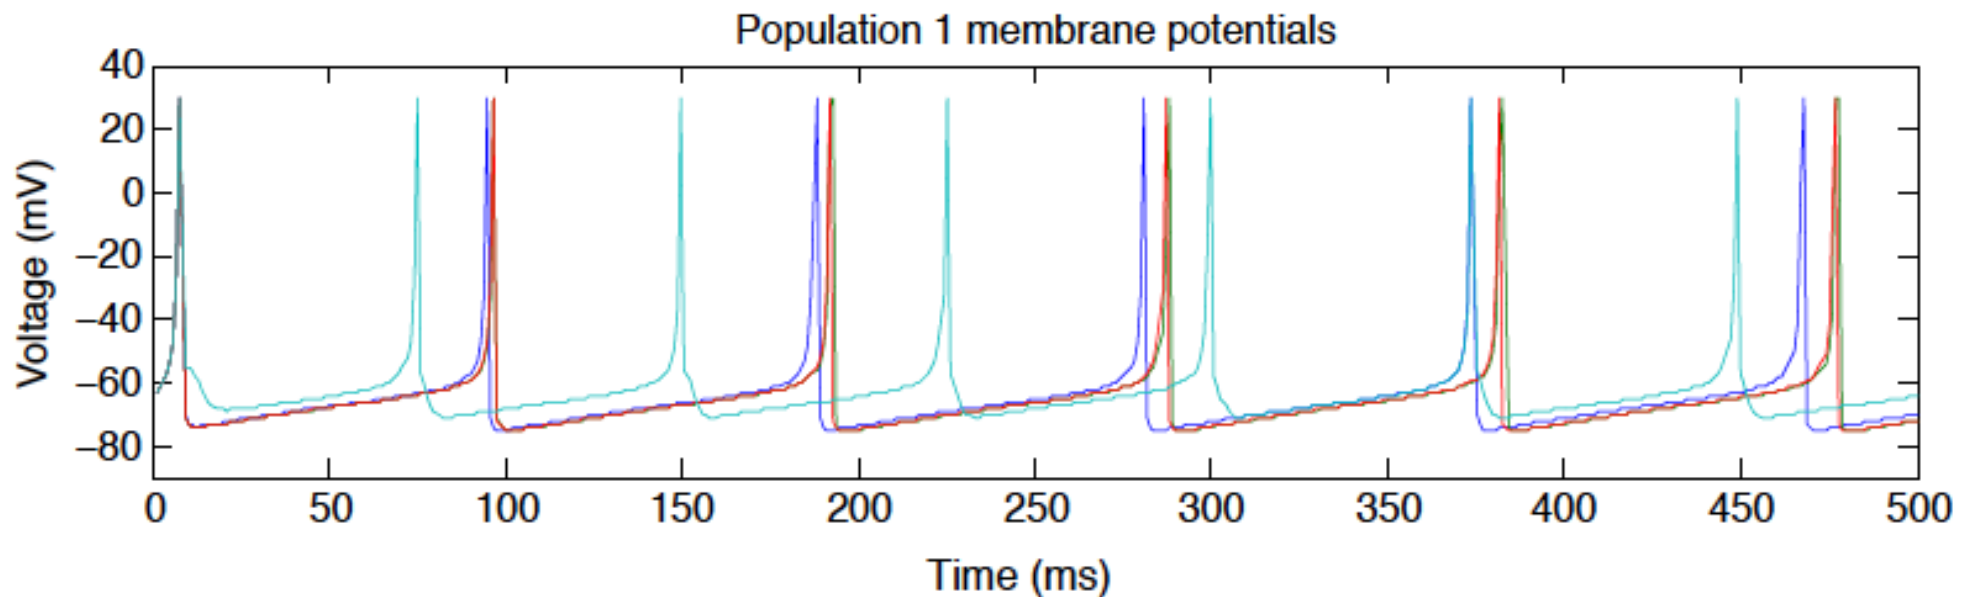 Population 1 membrane potentials
40
20
0
−20
−40
−60
−80
Voltage (mV)
0 50 100 150 200 250 300 350 400 450 500
Time (ms)